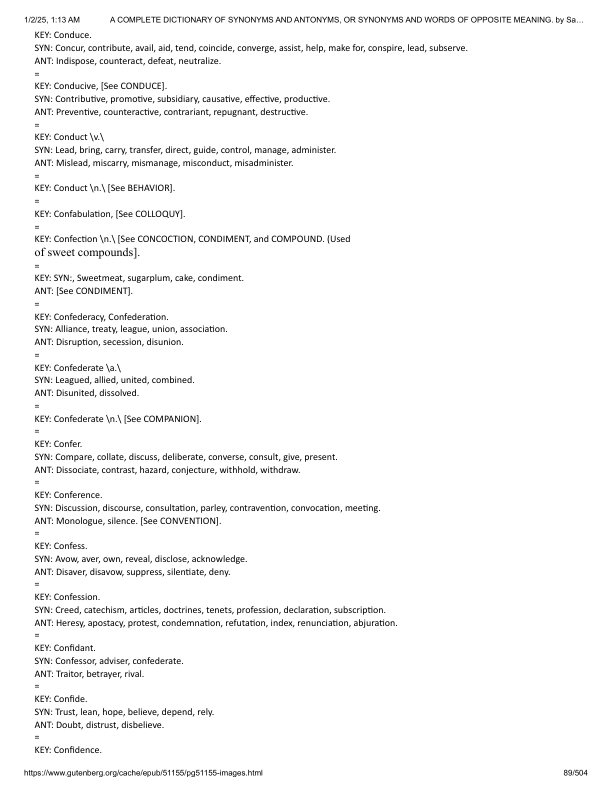 1/2/25, 1:13 AM A COMPLETE DICTIONARY OF SYNONYMS AND ANTONYMS, OR SYNONYMS AND WORDS OF OPPOSITE MEANING. by Sa…
KEY: Conduce.
SYN: Concur, contribute, avail, aid, tend, coincide, converge, assist, help, make for, conspire, lead, subserve.
ANT: Indispose, counteract, defeat, neutralize.
=
KEY: Conducive, [See CONDUCE].
SYN: Contributive, promotive, subsidiary, causative, effective, productive.
ANT: Preventive, counteractive, contrariant, repugnant, destructive.
=
KEY: Conduct \v.\
SYN: Lead, bring, carry, transfer, direct, guide, control, manage, administer.
ANT: Mislead, miscarry, mismanage, misconduct, misadminister.
=
KEY: Conduct \n.\ [See BEHAVIOR].
=
KEY: Confabulation, [See COLLOQUY].
=
KEY: Confection \n.\ [See CONCOCTION, CONDIMENT, and COMPOUND. (Used
of sweet compounds].
=
KEY: SYN:, Sweetmeat, sugarplum, cake, condiment.
ANT: [See CONDIMENT].
=
KEY: Confederacy, Confederation.
SYN: Alliance, treaty, league, union, association.
ANT: Disruption, secession, disunion.
=
KEY: Confederate \a.\
SYN: Leagued, allied, united, combined.
ANT: Disunited, dissolved.
=
KEY: Confederate \n.\ [See COMPANION].
=
KEY: Confer.
SYN: Compare, collate, discuss, deliberate, converse, consult, give, present.
ANT: Dissociate, contrast, hazard, conjecture, withhold, withdraw.
=
KEY: Conference.
SYN: Discussion, discourse, consultation, parley, contravention, convocation, meeting.
ANT: Monologue, silence. [See CONVENTION].
=
KEY: Confess.
SYN: Avow, aver, own, reveal, disclose, acknowledge.
ANT: Disaver, disavow, suppress, silentiate, deny.
=
KEY: Confession.
SYN: Creed, catechism, articles, doctrines, tenets, profession, declaration, subscription.
ANT: Heresy, apostacy, protest, condemnation, refutation, index, renunciation, abjuration.
=
KEY: Confidant.
SYN: Confessor, adviser, confederate.
ANT: Traitor, betrayer, rival.
=
KEY: Confide.
SYN: Trust, lean, hope, believe, depend, rely.
ANT: Doubt, distrust, disbelieve.
=
KEY: Confidence.
https://www.gutenberg.org/cache/epub/51155/pg51155-images.html 89/504